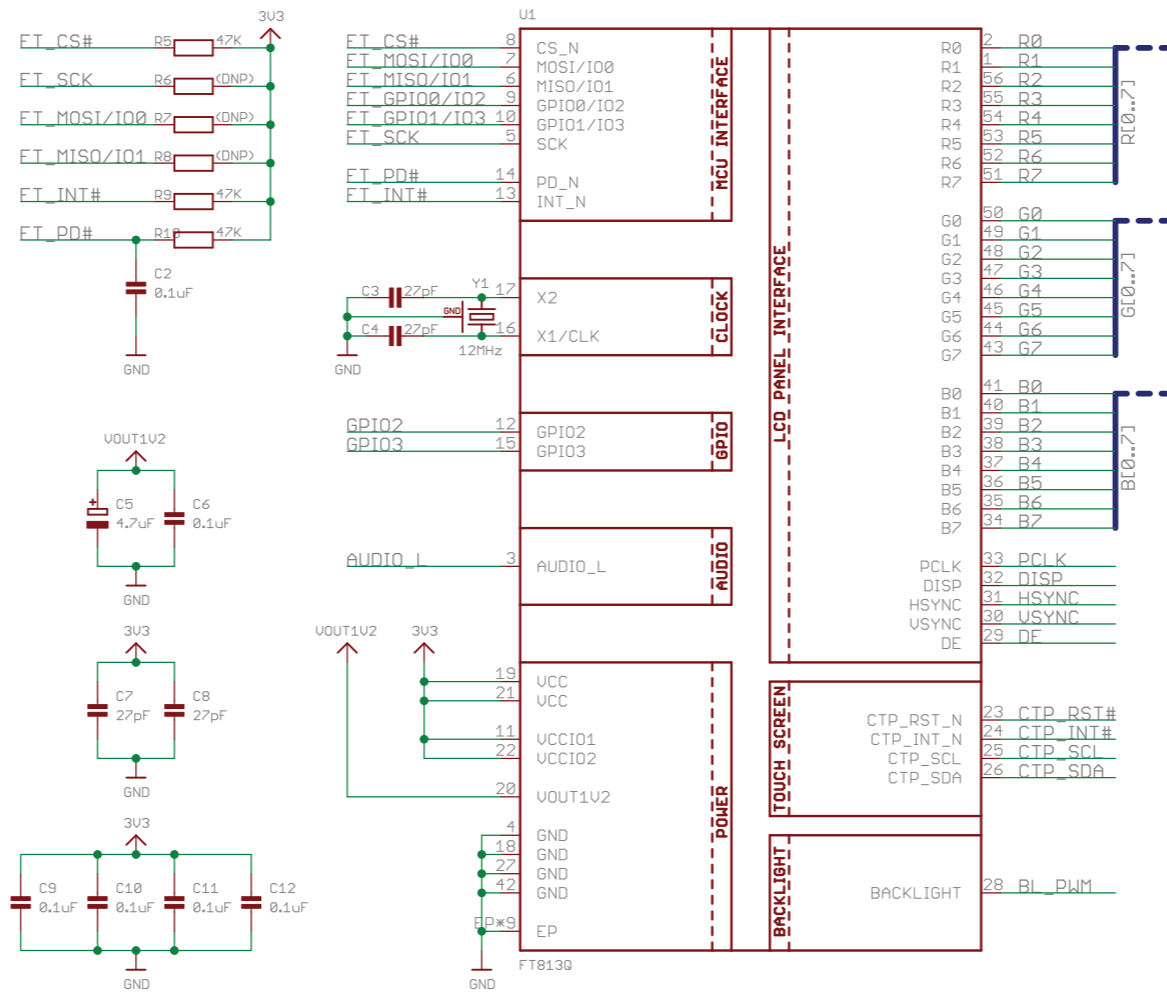 3V3
FT_CS# R5 47K
FT_SCK R6 (DNP)
FT_MOSI/IO0 R7 (DNP)
FT_MISO/IO1 R8 (DNP)
FT_INT# R9 47K
FT_PD# R10 47K
C2
0.1uF
GND
VOUT1V2
C5
4.7uF
C6
0.1uF
GND
3V3
C7
27pF
C8
27pF
GND
3V3
C9
0.1uF
C10
0.1uF
C11
0.1uF
C12
0.1uF
GND
U1
FT_CS# 8 CS_N
FT_MOSI/IO0 7 MOSI/IO0
FT_MISO/IO1 6 MISO/IO1
FT_GPIO0/IO2 9 GPIO0/IO2
FT_GPIO1/IO3 10 GPIO1/IO3
FT_SCK 5 SCK
FT_PD# 14 PD_N
FT_INT# 13 INT_N
MCU INTERFACE
C3 27pF
Y1
17 X2
GND
C4 27pF
16 X1/CLK
12MHz
GND
CLOCK
GPIO2 12 GPIO2
GPIO3 15 GPIO3
GPIO
AUDIO_L 3 AUDIO_L
AUDIO
VOUT1V2
3V3
19 VCC
21 VCC
11 VCCIO1
22 VCCIO2
20 VOUT1V2
4 GND
18 GND
27 GND
42 GND
EP*9 EP
POWER
GND
FT813Q
LCD PANEL INTERFACE
R0 2 R0
R1 1 R1
R2 56 R2
R3 55 R3
R4 54 R4
R5 53 R5
R6 52 R6
R7 51 R7
R[0..7]
G0 50 G0
G1 49 G1
G2 48 G2
G3 47 G3
G4 46 G4
G5 45 G5
G6 44 G6
G7 43 G7
G[0..7]
B0 41 B0
B1 40 B1
B2 39 B2
B3 38 B3
B4 37 B4
B5 36 B5
B6 35 B6
B7 34 B7
B[0..7]
PCLK 33 PCLK
DISP 32 DISP
HSYNC 31 HSYNC
VSYNC 30 VSYNC
DE 29 DE
TOUCH SCREEN
CTP_RST_N 23 CTP_RST#
CTP_INT_N 24 CTP_INT#
CTP_SCL 25 CTP_SCL
CTP_SDA 26 CTP_SDA
BACKLIGHT
BACKLIGHT 28 BL_PWM